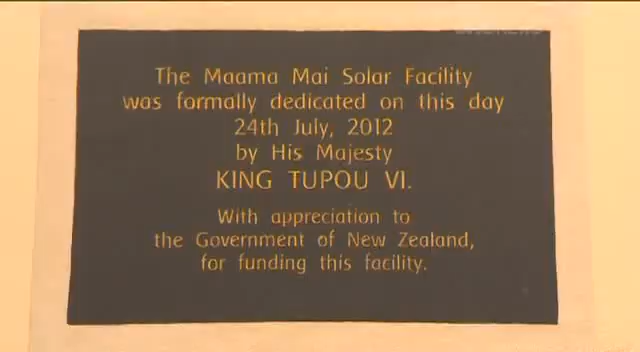 The Maama Mai Solar Facility
was formally dedicated on this day
24th July, 2012
by His Majesty
KING TUPOU VI.
With appreciation to
the Government of New Zealand,
for funding this facility.